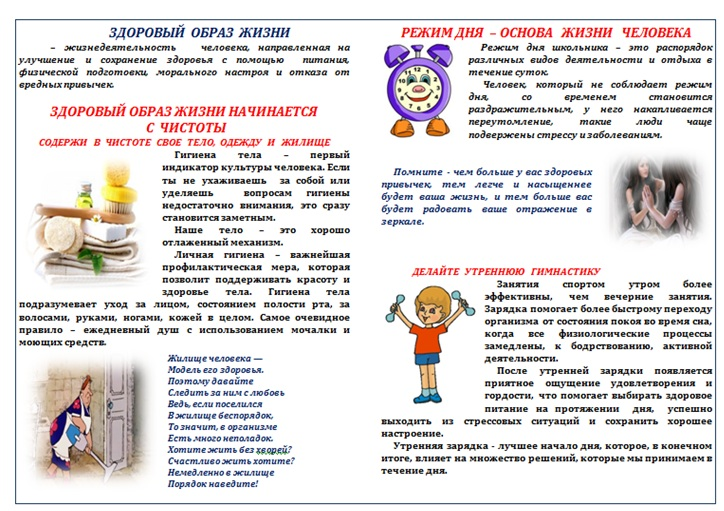 ЗДОРОВЫЙ ОБРАЗ ЖИЗНИ
– жизнедеятельность человека, направленная на
улучшение и сохранение здоровья с помощью питания,
физической подготовки, морального настроя и отказа от
вредных привычек.
ЗДОРОВЫЙ ОБРАЗ ЖИЗНИ НАЧИНАЕТСЯ
С ЧИСТОТЫ
СОДЕРЖИ В ЧИСТОТЕ СВОЕ ТЕЛО, ОДЕЖДУ И ЖИЛИЩЕ
Гигиена тела – первый
индикатор культуры человека. Если
ты не ухаживаешь за собой или
уделяешь вопросам гигиены
недостаточно внимания, это сразу
становится заметным.
Наше тело – это хорошо
отлаженный механизм.
Личная гигиена – важнейшая
профилактическая мера, которая
позволит поддерживать красоту и
здоровье тела. Гигиена тела
подразумевает уход за лицом, состоянием полости рта, за
волосами, руками, ногами, кожей в целом. Самое очевидное
правило – ежедневный душ с использованием мочалки и
моющих средств.
Жилище человека —
Модель его здоровья.
Поэтому давайте
Следить за ним с любовью
Ведь, если поселился
В жилище беспорядок,
То значит, в организме
Есть много неполадок.
Хотите жить без хворей?
Счастливо жить хотите?
Немедленно в жилище
Порядок наведите!
РЕЖИМ ДНЯ – ОСНОВА ЖИЗНИ ЧЕЛОВЕКА
Режим дня школьника – это распорядок
различных видов деятельности и отдыха в
течение суток.
Человек, который не соблюдает режим
дня, со временем становится
раздражительным, у него накапливается
переутомление, такие люди чаще
подвержены стрессу и заболеваниям.
Помните - чем больше у вас здоровых
привычек, тем легче и насыщеннее
будет ваша жизнь, и тем больше вас
будет радовать ваше отражение в
зеркале.
ДЕЛАЙТЕ УТРЕННЮЮ ГИМНАСТИКУ
Занятия спортом утром более
эффективны, чем вечерние занятия.
Зарядка помогает более быстрому переходу
организма от состояния покоя во время сна,
когда все физиологические процессы
замедлены, к бодрствованию, активной
деятельности.
После утренней зарядки появляется
приятное ощущение удовлетворения и
гордости, что помогает выбирать здоровое
питание на протяжении дня, успешно
выходить из стрессовых ситуаций и сохранить хорошее
настроение.
Утренняя зарядка - лучшее начало дня, которое, в конечном
итоге, влияет на множество решений, которые мы принимаем в
течение дня.